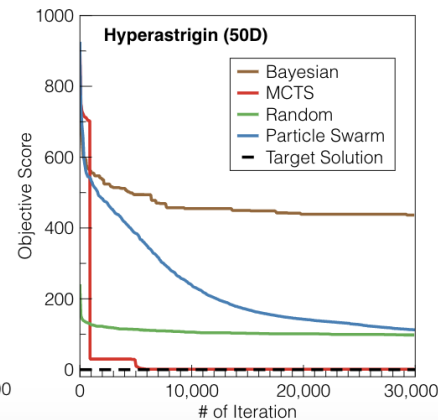 Hyperastrigin (50D)
1000
800
600
400
200
0
Objective Score
Bayesian
MCTS
Random
Particle Swarm
Target Solution
00
0
10,000
20,000
30,000
# of Iteration